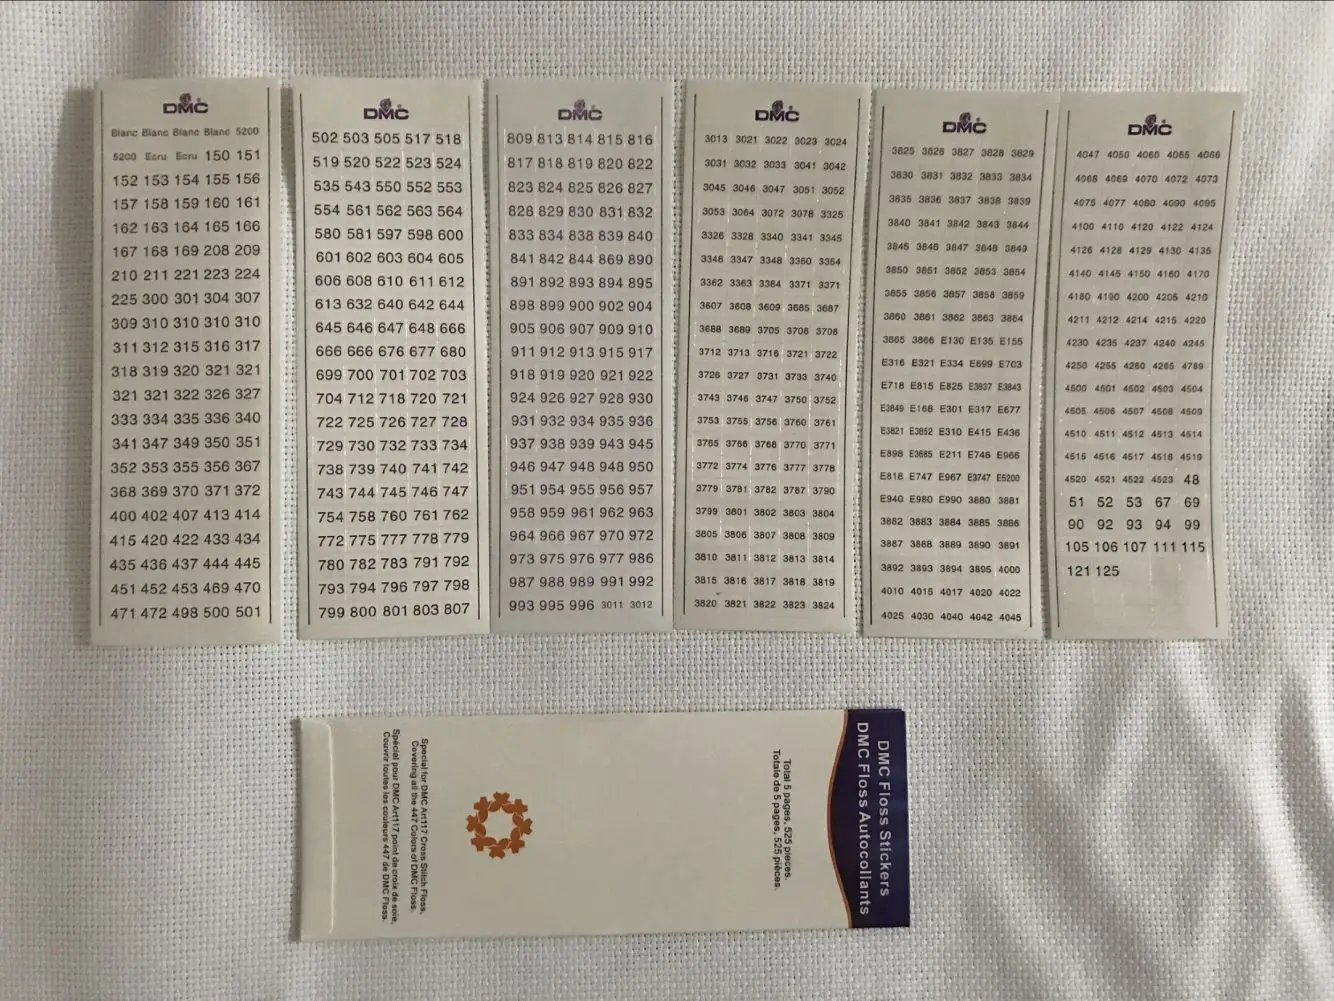 DMC
Blanc Blanc Blanc Blanc 5200
5200 Ecru Ecru 150 151
152 153 154 155 156
157 158 159 160 161
162 163 164 165 166
167 168 169 208 209
210 211 221 223 224
225 300 301 304 307
309 310 310 310 310
311 312 315 316 317
318 319 320 321 321
321 321 322 326 327
333 334 335 336 340
341 347 349 350 351
352 353 355 356 367
368 369 370 371 372
400 402 407 413 414
415 420 422 433 434
435 436 437 444 445
451 452 453 469 470
471 472 498 500 501
DMC
502 503 505 517 518
519 520 522 523 524
535 543 550 552 553
554 561 562 563 564
580 581 597 598 600
601 602 603 604 605
606 608 610 611 612
613 632 640 642 644
645 646 647 648 666
666 666 676 677 680
699 700 701 702 703
704 712 718 720 721
722 725 726 727 728
729 730 732 733 734
738 739 740 741 742
743 744 745 746 747
754 758 760 761 762
772 775 777 778 779
780 782 783 791 792
793 794 796 797 798
799 800 801 803 807
DMC
809 813 814 815 816
817 818 819 820 822
823 824 825 826 827
828 829 830 831 832
833 834 838 839 840
841 842 844 869 890
891 892 893 894 895
898 899 900 902 904
905 906 907 909 910
911 912 913 915 917
918 919 920 921 922
924 926 927 928 930
931 932 934 935 936
937 938 939 943 945
946 947 948 948 950
951 954 955 956 957
958 959 961 962 963
964 966 967 970 972
973 975 976 977 986
987 988 989 991 992
993 995 996 3011 3012
DMC
3013 3021 3022 3023 3024
3031 3032 3033 3041 3042
3045 3046 3047 3051 3052
3053 3064 3072 3078 3325
3326 3328 3340 3341 3345
3346 3347 3348 3350 3354
3362 3363 3364 3371 3371
3607 3608 3609 3685 3687
3688 3689 3705 3706 3708
3712 3713 3716 3721 3722
3726 3727 3731 3733 3740
3743 3746 3747 3750 3752
3753 3755 3756 3760 3761
3765 3766 3768 3770 3771
3772 3774 3776 3777 3778
3779 3781 3782 3787 3790
3799 3801 3802 3803 3804
3805 3806 3807 3808 3809
3810 3811 3812 3813 3814
3815 3816 3817 3818 3819
3820 3821 3822 3823 3824
DMC
3825 3826 3827 3828 3829
3830 3831 3832 3833 3834
3835 3836 3837 3838 3839
3840 3841 3842 3843 3844
3845 3846 3847 3848 3849
3850 3851 3852 3853 3854
3855 3856 3857 3858 3859
3860 3861 3862 3863 3864
3865 3866 E130 E135 E155
E316 E321 E334 E699 E703
E718 E815 E825 E3837 E3843
E3849 E168 E301 E317 E677
E3821 E3852 E310 E415 E436
E898 E3685 E211 E746 E966
E818 E747 E967 E3747 E5200
E940 E980 E990 3880 3881
3882 3883 3884 3885 3886
3887 3888 3889 3890 3891
3892 3893 3894 3895 4000
4010 4015 4017 4020 4022
4025 4030 4040 4042 4045
DMC
4047 4050 4060 4065 4066
4068 4069 4070 4072 4073
4075 4077 4080 4090 4095
4100 4110 4120 4122 4124
4126 4128 4129 4130 4135
4140 4145 4150 4160 4170
4180 4190 4200 4205 4210
4211 4212 4214 4215 4220
4230 4235 4237 4240 4245
4250 4255 4260 4265 4769
4500 4501 4502 4503 4504
4505 4506 4507 4508 4509
4510 4511 4512 4513 4514
4515 4516 4517 4518 4519
4520 4521 4522 4523 48
51 52 53 67 69
90 92 93 94 99
105 106 107 111 115
121 125
DMC Floss Stickers
DMC Floss Autocollants
Total 5 pages, 525 pieces.
Totale de 5 pages, 525 pièces.
Special for DMC Art117 Cross Stitch Floss,
Covering all the 447 Colors of DMC Floss.
Spécial pour DMC Art117 point de croix de soie,
Couvrir toutes les couleurs 447 de DMC Floss.